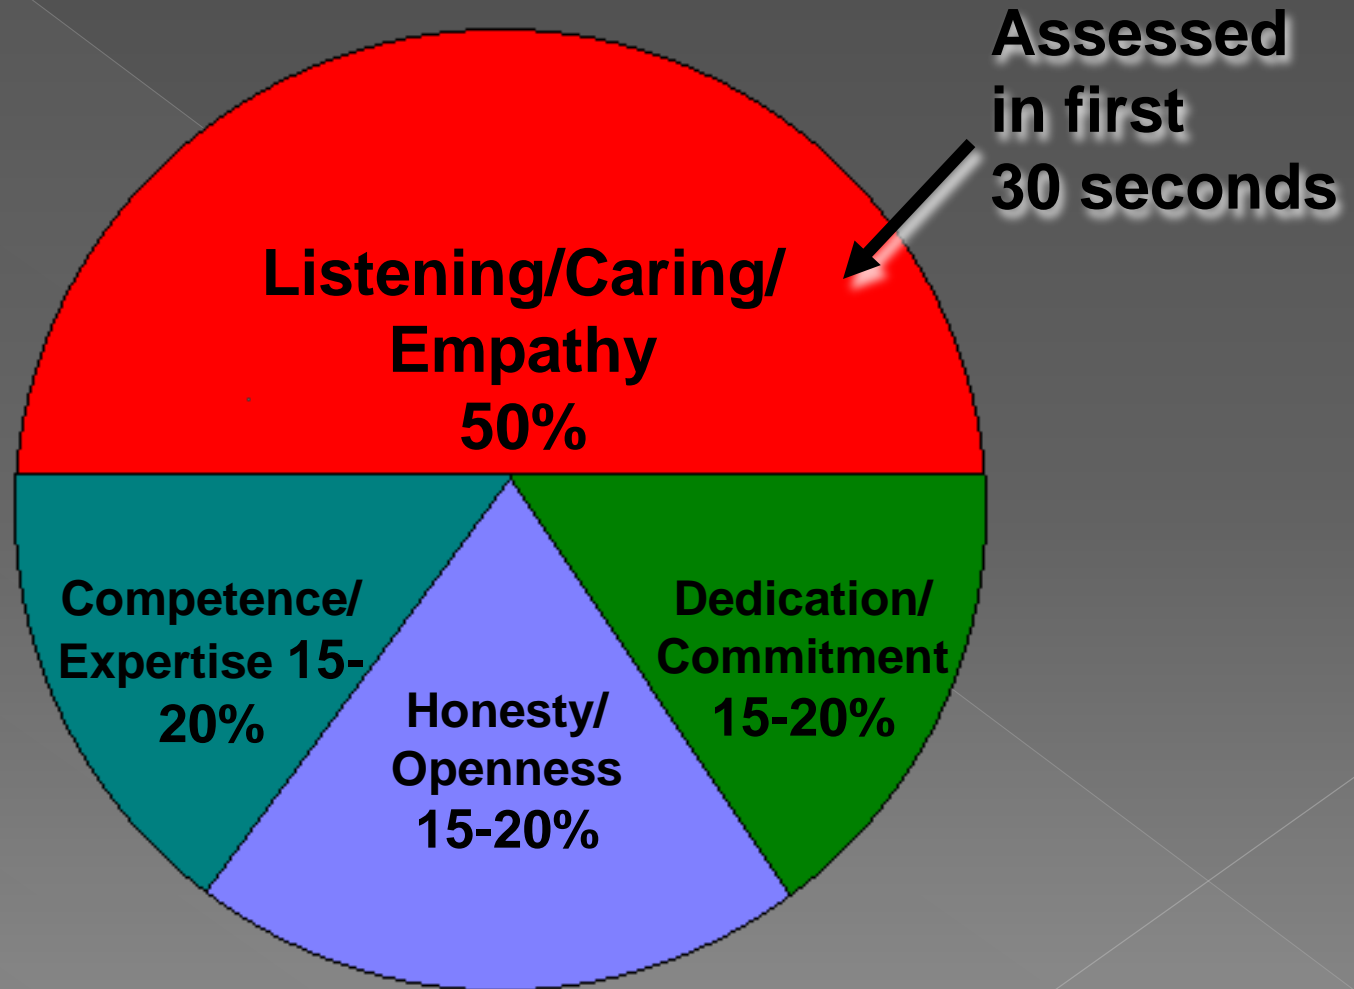 Assessed
in first
30 seconds
Listening/Caring/
Empathy
50%
Competence/
Expertise 15-
20%
Honesty/
Openness
15-20%
Dedication/
Commitment
15-20%